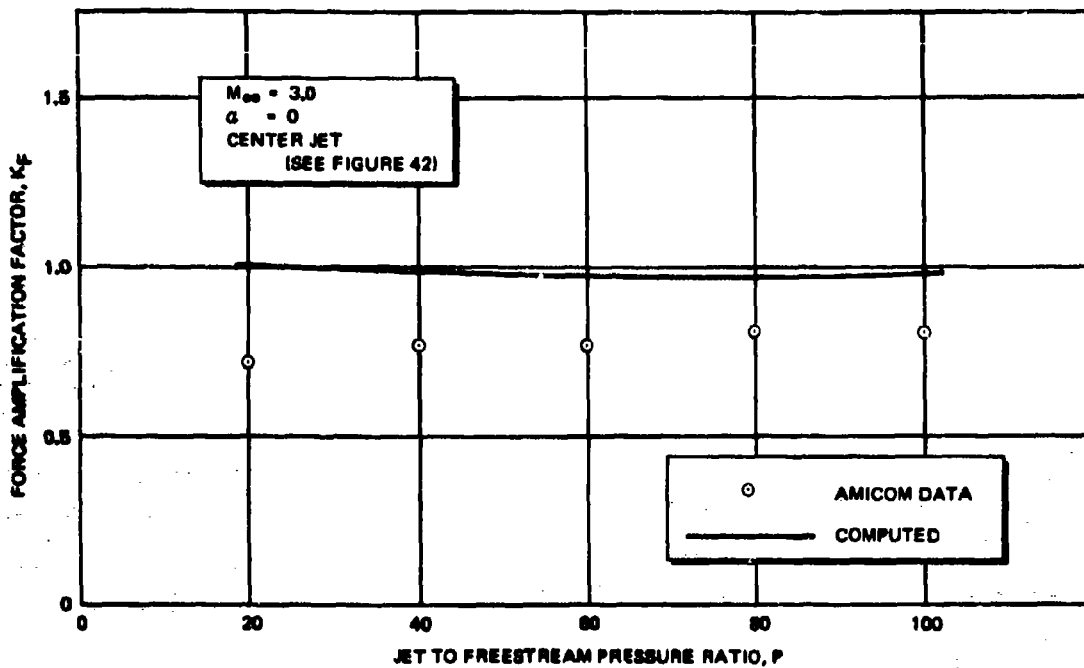 1.5
M∞ = 3.0
α = 0
CENTER JET
(SEE FIGURE 42)
FORCE AMPLIFICATION FACTOR, KF
1.0
0.5
AMICOM DATA
COMPUTED
0
0 20 40 60 80 100
JET TO FREESTREAM PRESSURE RATIO, P